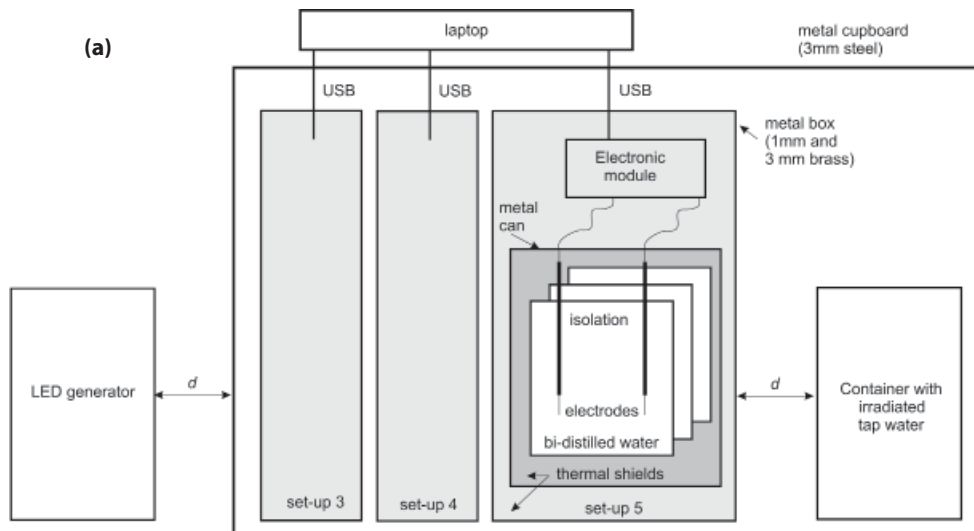 (a)
laptop
metal cupboard
(3mm steel)
USB
USB
USB
metal box
(1mm and
3 mm brass)
Electronic
module
metal
can
isolation
LED generator
d
electrodes
bi-distilled water
d
Container with
irradiated
tap water
thermal shields
set-up 3
set-up 4
set-up 5